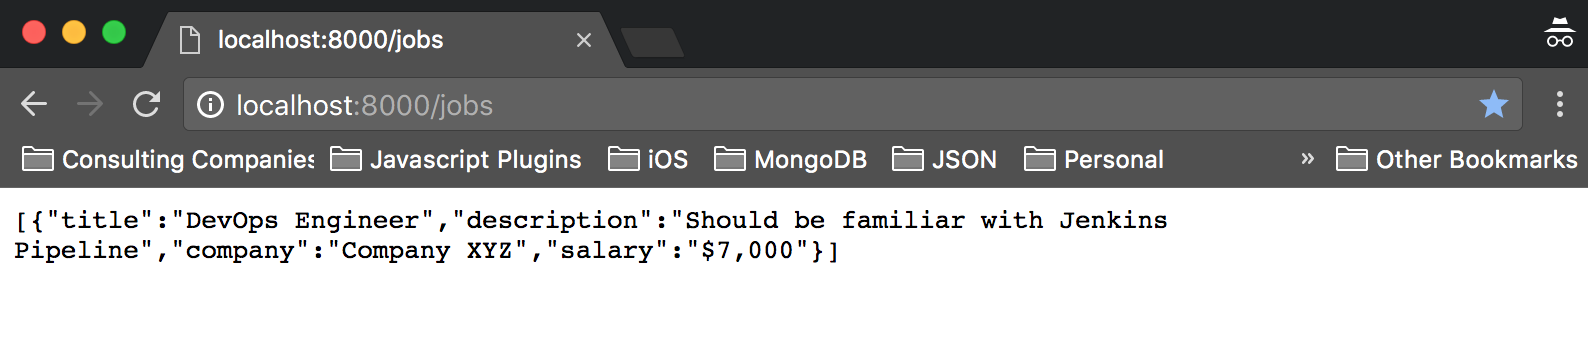 localhost:8000/jobs
localhost:8000/jobs
Consulting Companies Javascript Plugins iOS MongoDB JSON Personal » Other Bookmarks
[{"title":"DevOps Engineer","description":"Should be familiar with Jenkins
Pipeline","company":"Company XYZ","salary":"$7,000"}]